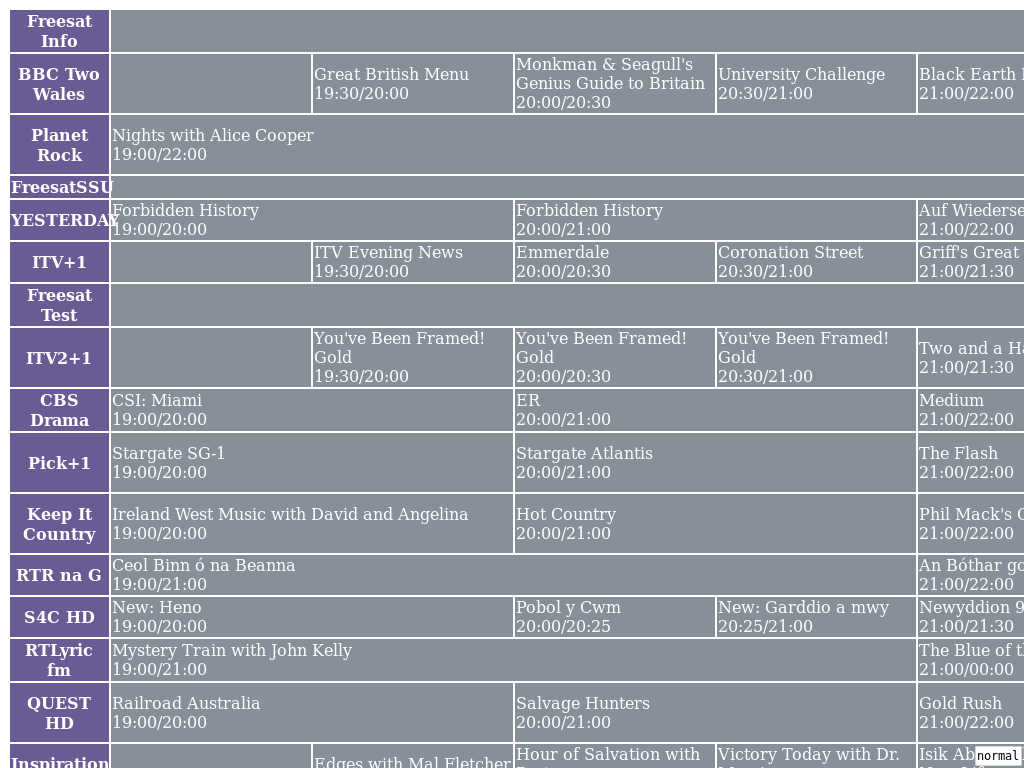 Freesat
Info
BBC Two
Wales
Great British Menu
19:30/20:00
Monkman & Seagull's
Genius Guide to Britain
20:00/20:30
University Challenge
20:30/21:00
Black Earth
21:00/22:00
Planet
Rock
Nights with Alice Cooper
19:00/22:00
FreesatSSU
YESTERDAY
Forbidden History
19:00/20:00
Forbidden History
20:00/21:00
Auf
21:00/22:00
ITV+1
ITV Evening News
19:30/20:00
Emmerdale
20:00/20:30
Coronation Street
20:30/21:00
Griff's Great
21:00/21:30
Freesat
Test
ITV2+1
You've Been Framed!
Gold
19:30/20:00
You've Been Framed!
Gold
20:00/20:30
You've Been Framed!
Gold
20:30/21:00
Two and a
21:00/21:30
CBS
Drama
CSI: Miami
19:00/20:00
ER
20:00/21:00
Medium
21:00/22:00
Pick+1
Stargate SG-1
19:00/20:00
Stargate Atlantis
20:00/21:00
The Flash
21:00/22:00
Keep It
Country
Ireland West Music with David and Angelina
19:00/20:00
Hot Country
20:00/21:00
Phil Mack's
21:00/22:00
RTR na G
Ceol Binn ó na Beanna
19:00/21:00
An Bóthar
21:00/22:00
S4C HD
New: Heno
19:00/20:00
Pobol y Cwm
20:00/20:25
New: Garddio a mwy
20:25/21:00
Newyddion 9
21:00/21:30
RTLyric
fm
Mystery Train with John Kelly
19:00/21:00
The Blue of
21:00/00:00
QUEST
HD
Railroad Australia
19:00/20:00
Salvage Hunters
20:00/21:00
Gold Rush
21:00/22:00
Inspiration
Edges with Mal Fletcher
Hour of Salvation with
Victory Today with Dr.
Isik
normal